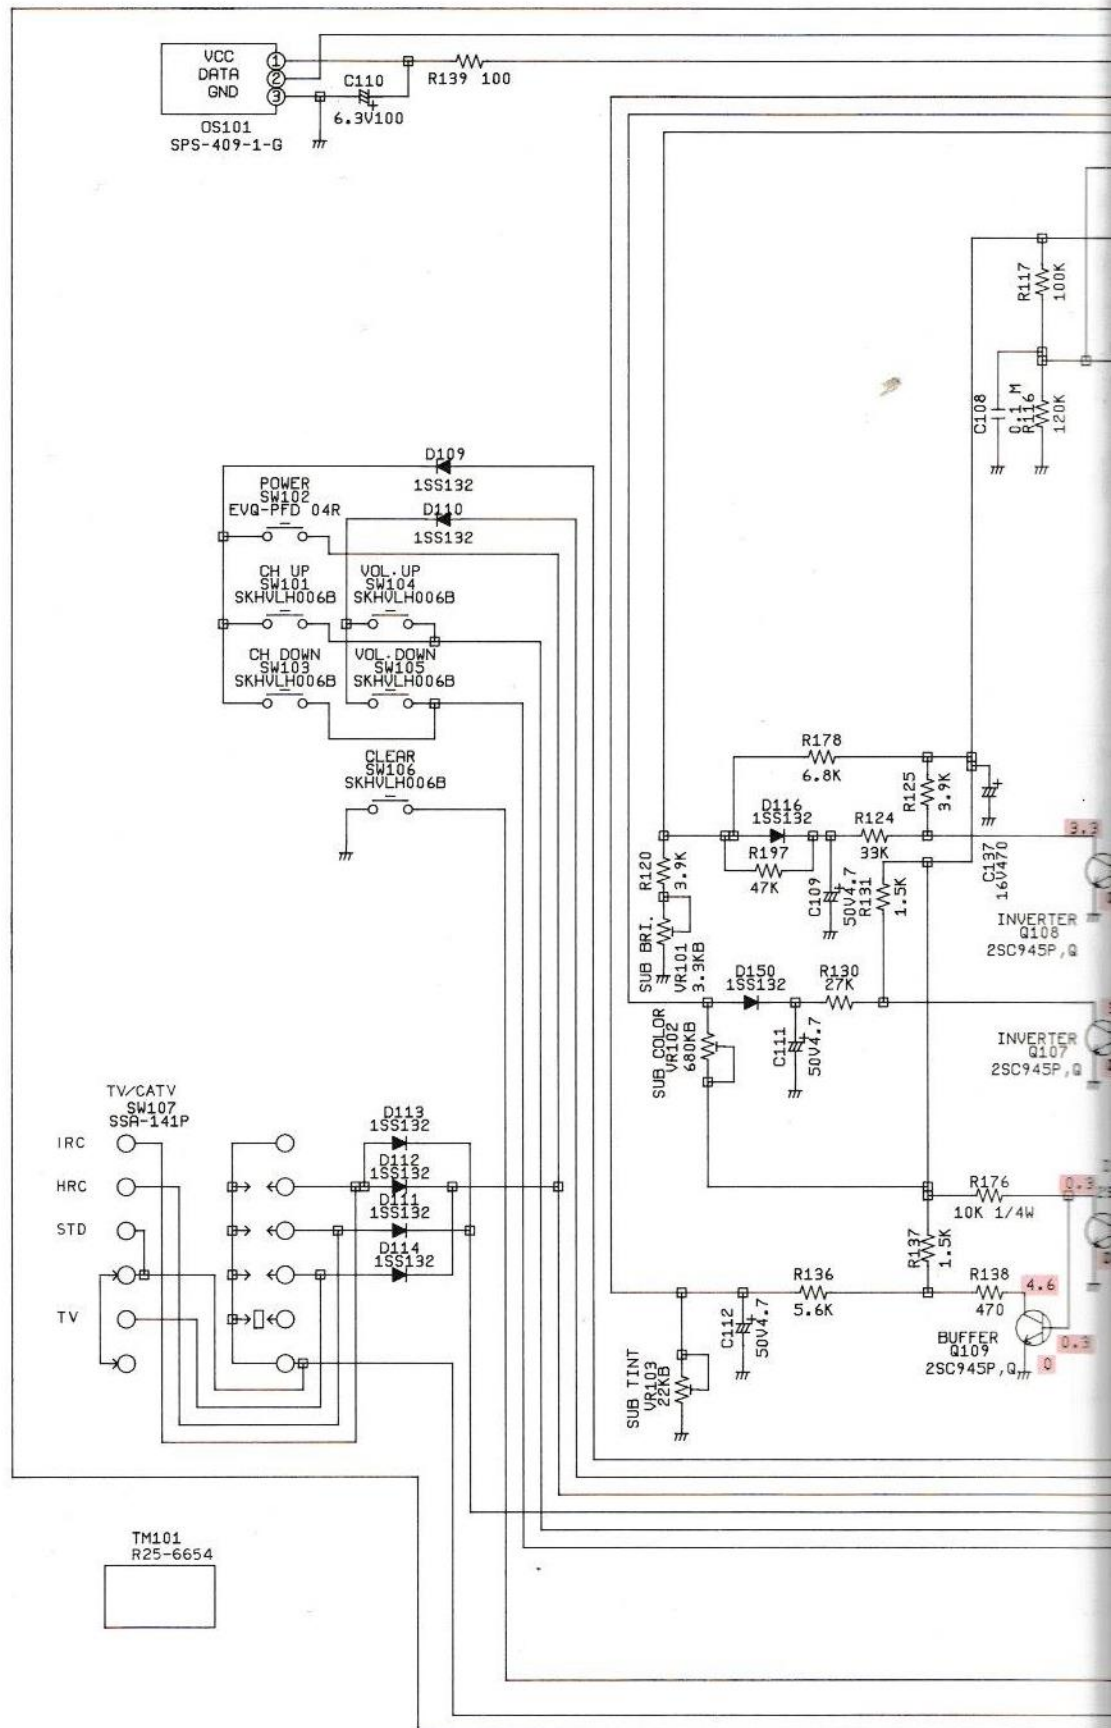 VCC 1
DATA 2
GND 3
OS101
SPS-409-1-G
C110
+
6.3V100
R139 100
R117
100K
C108
0.1 M
R116
120K
D109
1SS132
POWER
SW102
EVQ-PFD 04R
D110
1SS132
CH UP
SW101
SKHVLH006B
VOL.UP
SW104
SKHVLH006B
CH DOWN
SW103
SKHVLH006B
VOL.DOWN
SW105
SKHVLH006B
CLEAR
SW106
SKHVLH006B
R178
6.8K
R125
3.9K
+
C137
16V470
D116
1SS132
R197
47K
R124
33K
3.3
R120
3.9K
C109
+
50V4.7
R131
1.5K
SUB BRI.
VR101
3.3KB
INVERTER
Q108
2SC945P,Q
D150
1SS132
R130
27K
SUB COLOR
VR102
680KB
C111
+
50V4.7
INVERTER
Q107
2SC945P,Q
TV/CATV
SW107
SSA-141P
IRC
HRC
STD
TV
D113
1SS132
D112
1SS132
D111
1SS132
D114
1SS132
R176
10K 1/4W
0.3
R137
1.5K
R136
5.6K
R138
470
4.6
C112
+
50V4.7
BUFFER
Q109
2SC945P,Q
0.3
0
SUB TINT
VR103
22KB
TM101
R25-6654